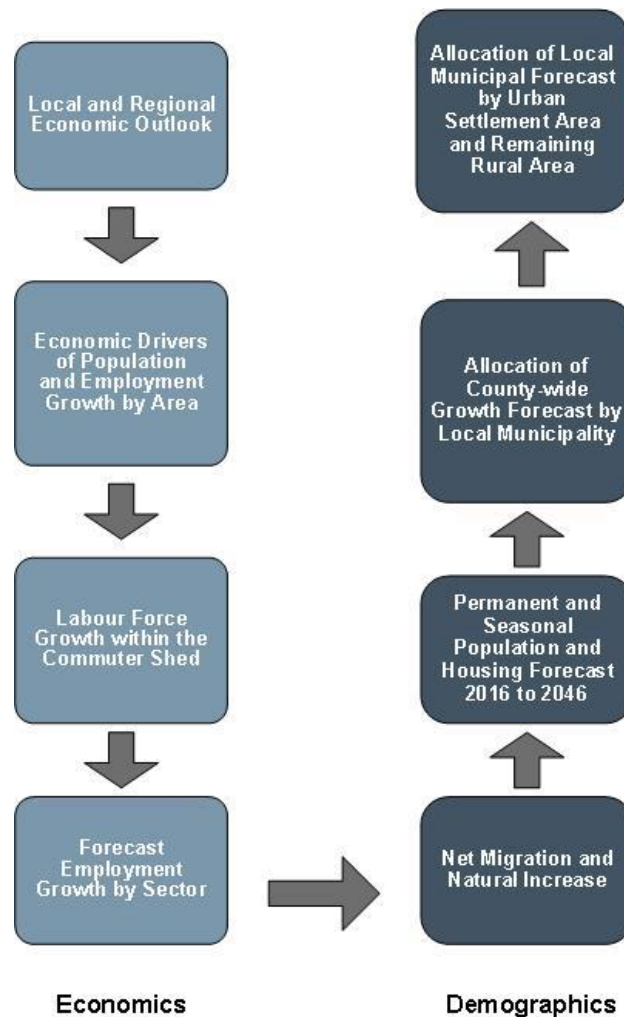 Local and Regional
Economic Outlook
Economic Drivers
of Population
and Employment
Growth by Area
Labour Force
Growth within the
Commuter Shed
Forecast
Employment
Growth by Sector
Economics
Allocation of Local
Municipal Forecast
by Urban
Settlement Area
and Remaining
Rural Area
Allocation of
County-wide
Growth Forecast by
Local Municipality
Permanent and
Seasonal
Population and
Housing Forecast
2016 to 2046
Net Migration and
Natural Increase
Demographics